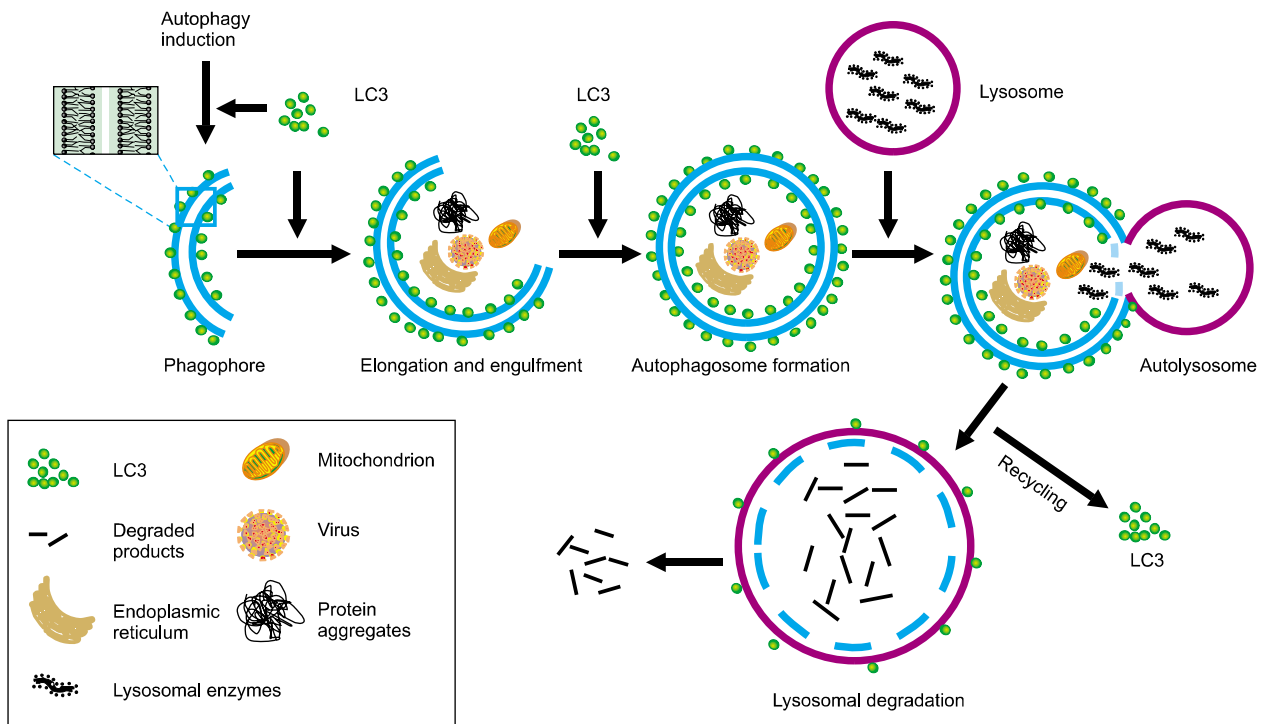 Autophagy
induction
LC3
LC3
Lysosome
Phagophore
Elongation and engulfment
Autophagosome formation
Autolysosome
LC3
Mitochondrion
Degraded
products
Virus
Endoplasmic
reticulum
Protein
aggregates
Lysosomal enzymes
Recycling
LC3
Lysosomal degradation